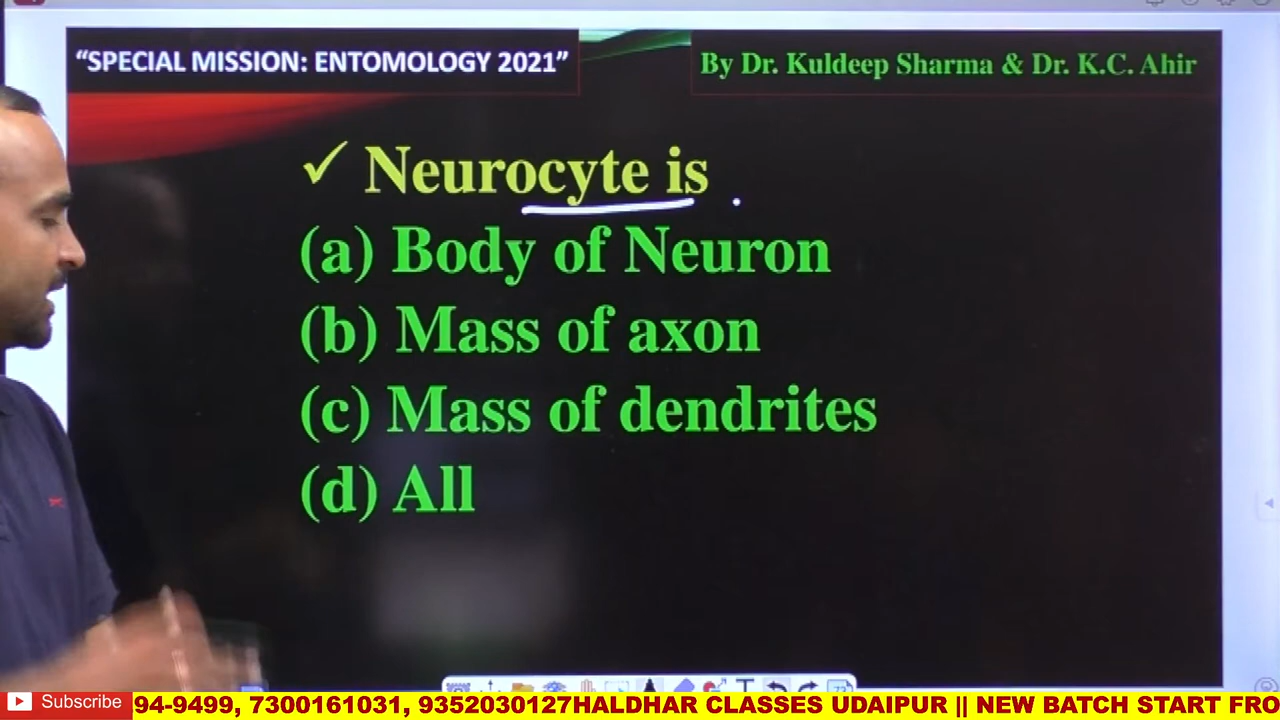 "SPECIAL MISSION: ENTOMOLOGY 2021"
By Dr. Kuldeep Sharma & Dr. K.C. Ahir
✓ Neurocyte is
(a) Body of Neuron
(b) Mass of axon
(c) Mass of dendrites
(d) All
Subscribe
94-9499, 7300161031, 9352030127HALDHAR CLASSES UDAIPUR || NEW BATCH START FRO